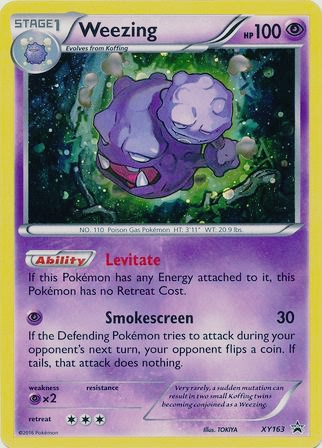 STAGE1
Weezing
HP100
Evolves from Koffing
NO. 110 Poison Gas Pokémon HT: 3'11" WT: 20.9 lbs.
Ability Levitate
If this Pokémon has any Energy attached to it, this
Pokémon has no Retreat Cost.
Smokescreen 30
If the Defending Pokémon tries to attack during your
opponent's next turn, your opponent flips a coin. If
tails, that attack does nothing.
weakness resistance
×2
retreat
Very rarely, a sudden mutation can
result in two small Koffing twins
becoming conjoined as a Weezing.
©2016 Pokémon
Illus. TOKIYA
XY163